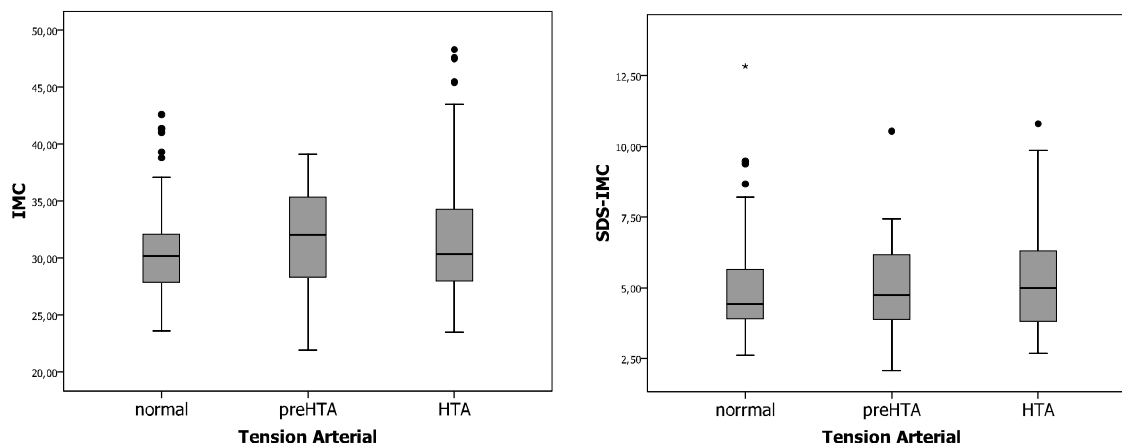 50,00
45,00
40,00
35,00
30,00
25,00
20,00
IMC
normal preHTA HTA
Tension Arterial
12,50
10,00
7,50
5,00
2,50
SDS-IMC
norrmal preHTA HTA
Tension Arterial